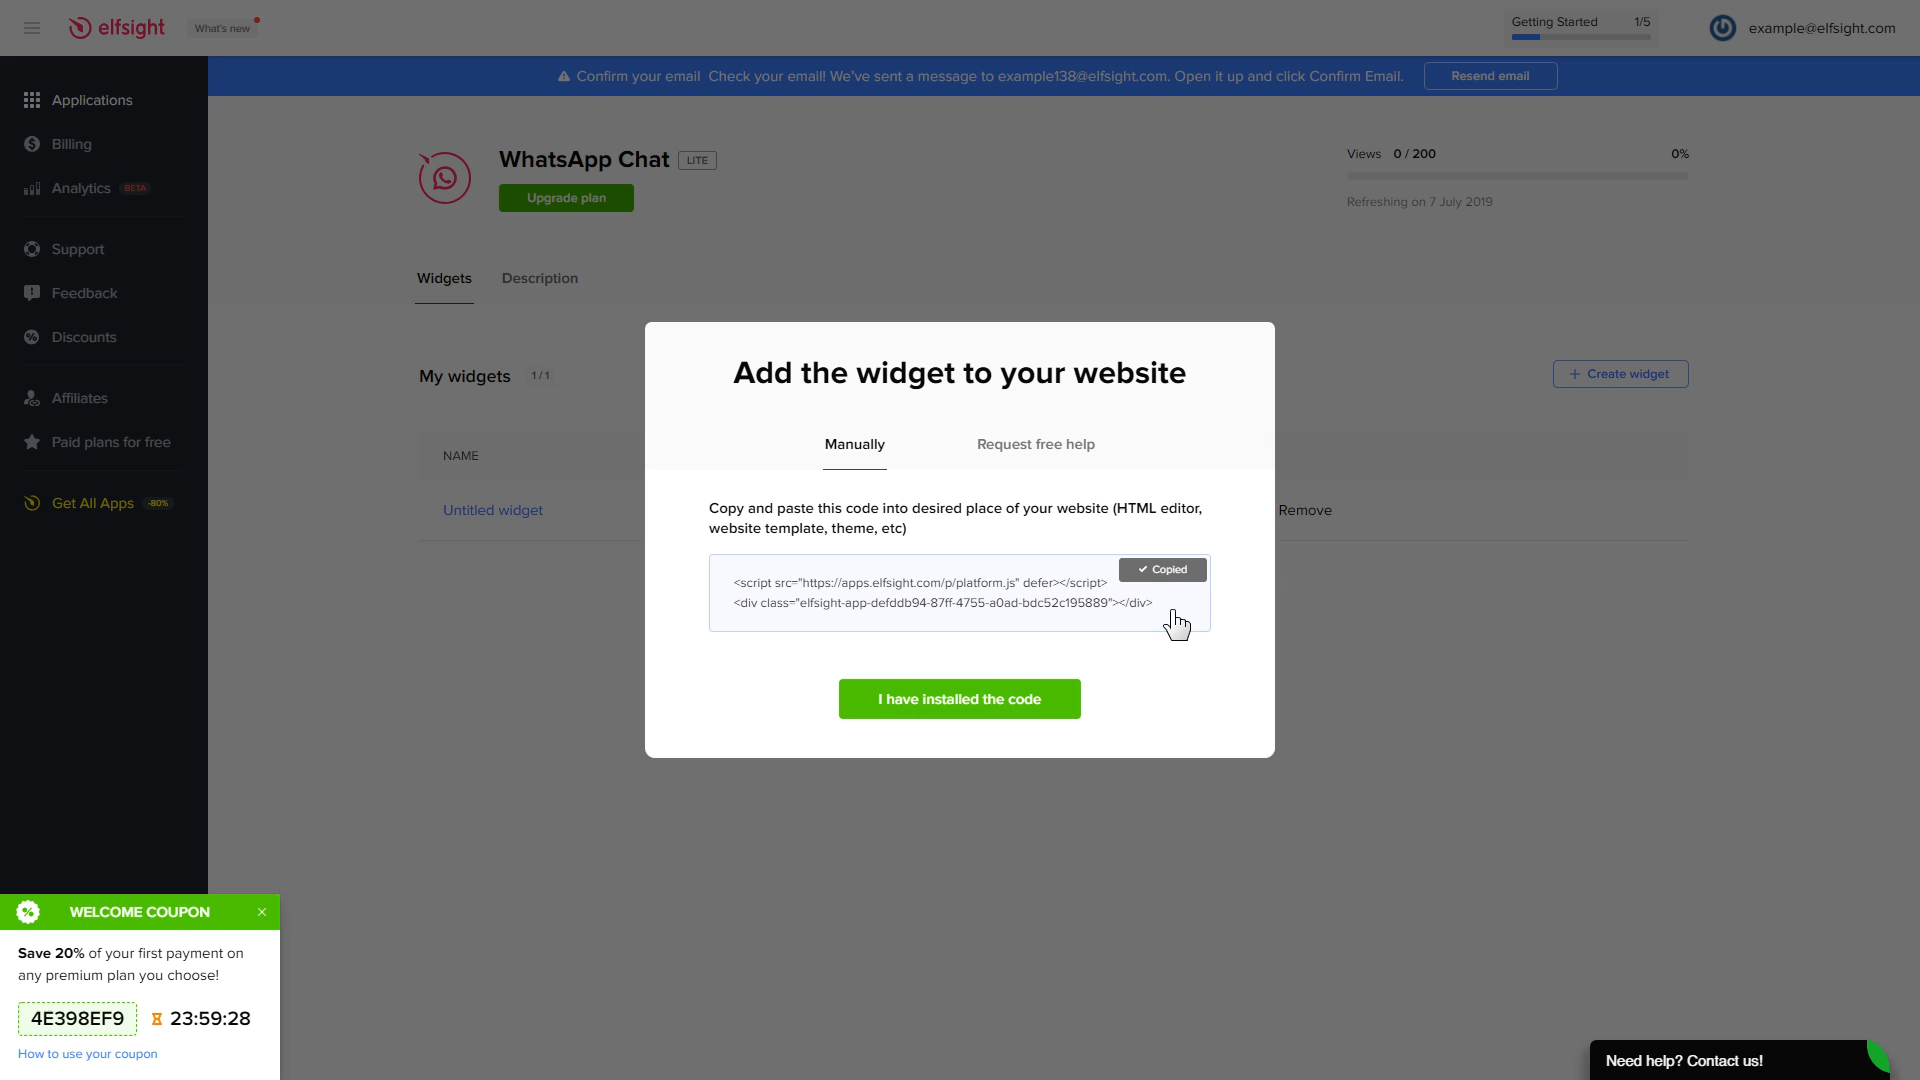 elfsight
What's new
Getting Started 1/5
example@elfsight.com
Confirm your email Check your email! We've sent a message to example138@elfsight.com. Open it up and click Confirm Email.
Resend email
Applications
Billing
Analytics BETA
Support
Feedback
Discounts
Affiliates
Paid plans for free
Get All Apps -80%
WhatsApp Chat LITE
Upgrade plan
Views 0 / 200 0%
Refreshing on 7 July 2019
Widgets Description
My widgets 1 / 1
+ Create widget
NAME
Untitled widget
Remove
Add the widget to your website
Manually Request free help
Copy and paste this code into desired place of your website (HTML editor,
website template, theme, etc)
Copied
<script src="https://apps.elfsight.com/p/platform.js" defer></script>
<div class="elfsight-app-defddb94-87ff-4755-a0ad-bdc52c195889"></div>
I have installed the code
WELCOME COUPON
Save 20% of your first payment on
any premium plan you choose!
4E398EF9 23:59:28
How to use your coupon
Need help? Contact us!